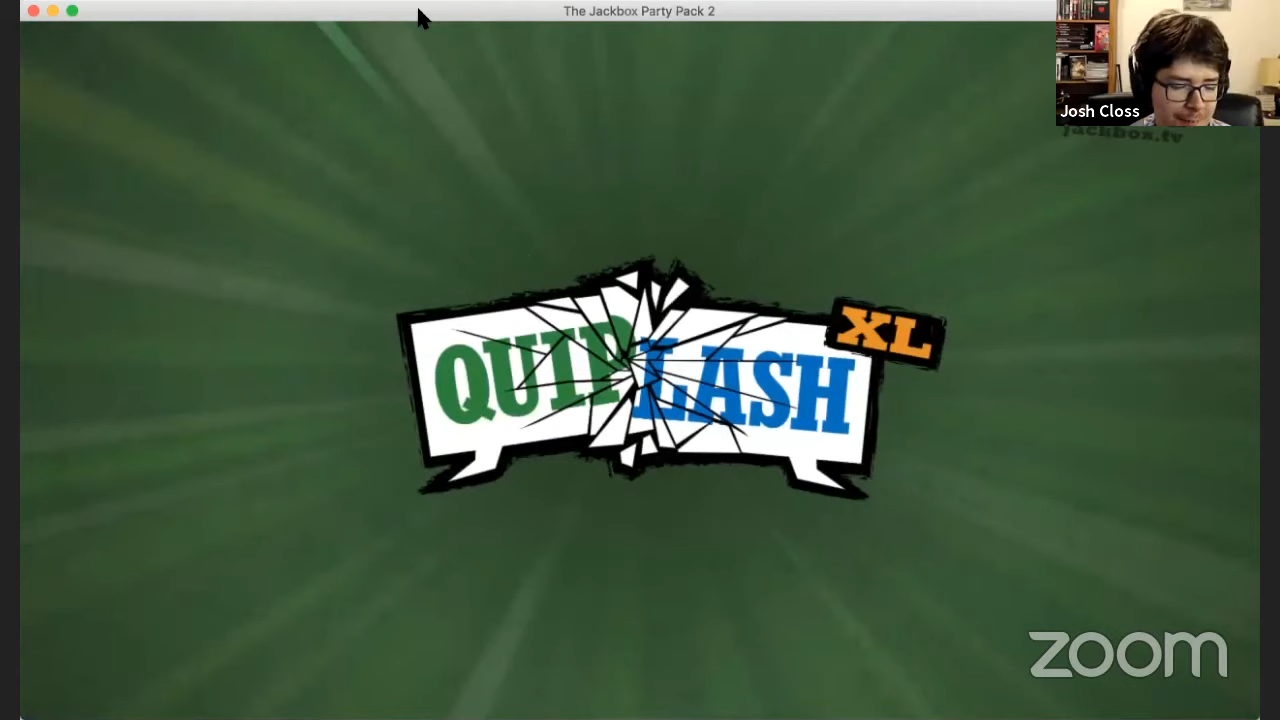 The Jackbox Party Pack 2
Josh Closs
jackbox.tv
QUIPLASH
XL
zoom